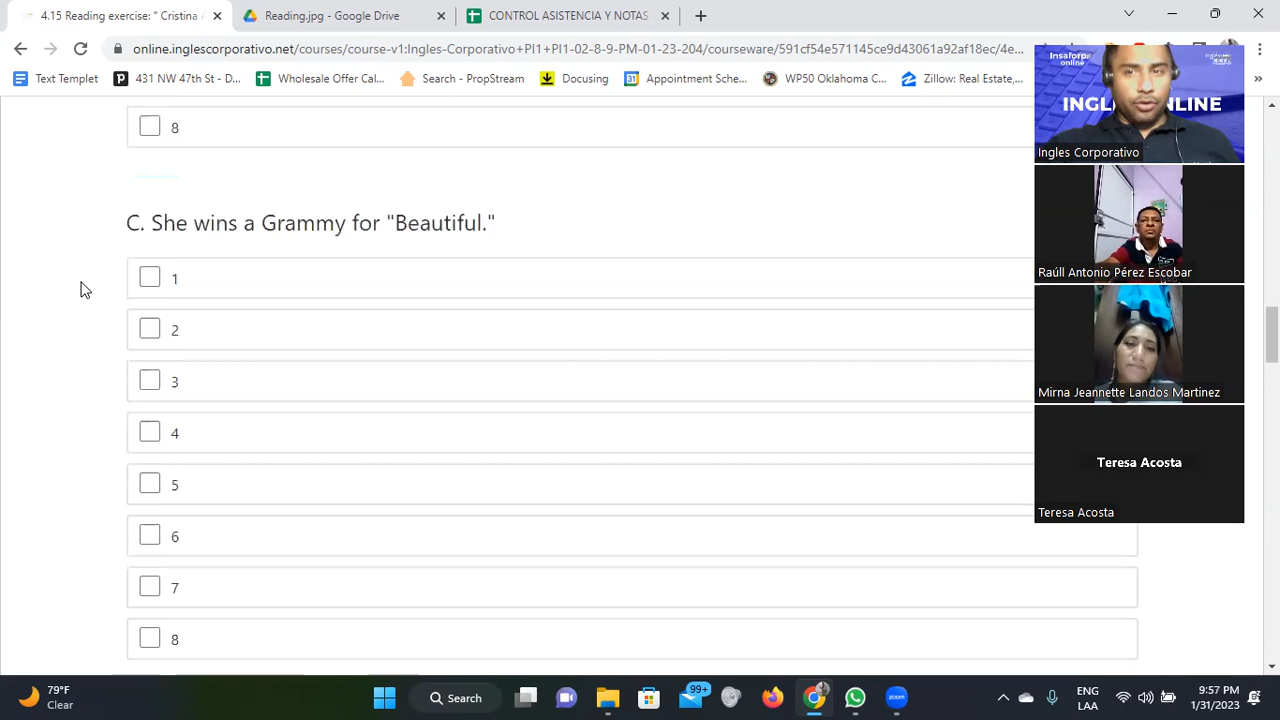 4.15 Reading exercise: " Cristina A
Reading.jpg - Google Drive
CONTROL ASISTENCIA Y NOTAS
online.inglescorporativo.net/courses/course-v1:Ingles-Corporativo+PI1+PI1-02-8-9-PM-01-23-204/courseware/591cf54e571145ce9d43061a92af18ec/4e...
Text Templet
431 NW 47th St - D...
Wholesale Offer Cal...
Search - PropStream
Docusing
Appointment Sche...
WP50 Oklahoma C...
Zillow: Real Estate,...
8
C. She wins a Grammy for "Beautiful."
1
2
3
4
5
6
7
8
Insaforp
online
Ingles Corporativo
Raúll Antonio Pérez Escobar
Mirna Jeannette Landos Martinez
Teresa Acosta
Teresa Acosta
79°F
Clear
Search
99+
zoom
ENG
LAA
9:57 PM
1/31/2023